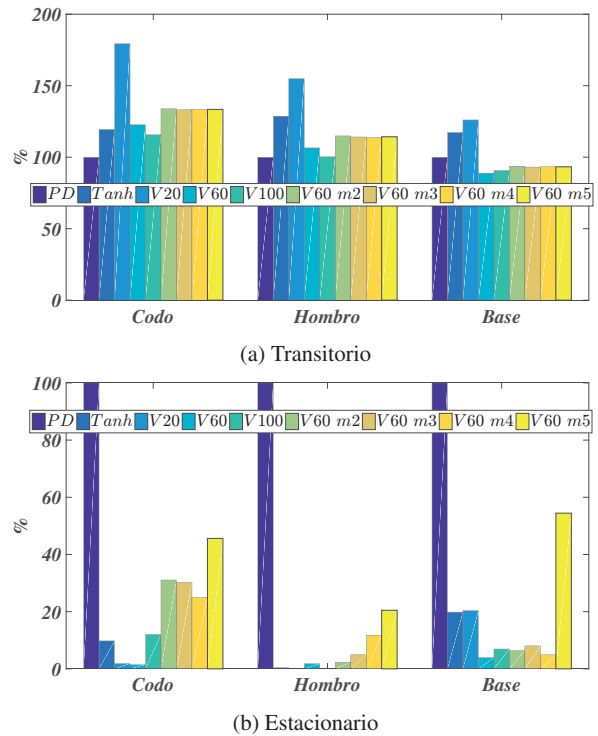 200
150
100
%
PD Tanh V20 V60 V100 V60 m2 V60 m3 V60 m4 V60 m5
50
0
Codo Hombro Base
(a) Transitorio
100
PD Tanh V20 V60 V100 V60 m2 V60 m3 V60 m4 V60 m5
80
60
%
40
20
0
Codo Hombro Base
(b) Estacionario